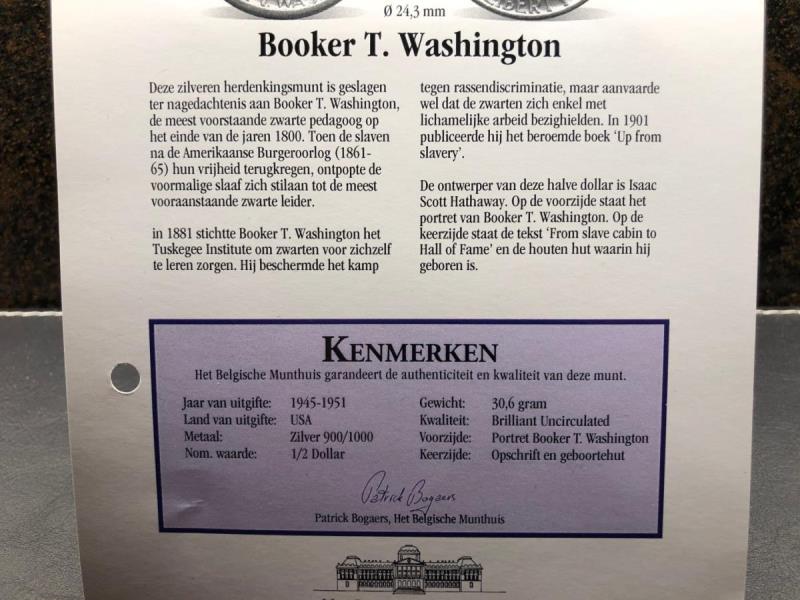 Ø 24,3 mm
LIBERTY
Booker T. Washington
Deze zilveren herdenkingsmunt is geslagen
ter nagedachtenis aan Booker T. Washington,
de meest voorstaande zwarte pedagoog op
het einde van de jaren 1800. Toen de slaven
na de Amerikaanse Burgeroorlog (1861-
65) hun vrijheid terugkregen, ontpopte de
voormalige slaaf zich stilaan tot de meest
vooraanstaande zwarte leider.
in 1881 stichtte Booker T. Washington het
Tuskegee Institute om zwarten voor zichzelf
te leren zorgen. Hij beschermde het kamp
tegen rassendiscriminatie, maar aanvaarde
wel dat de zwarten zich enkel met
lichamelijke arbeid bezighielden. In 1901
publiceerde hij het beroemde boek ‘Up from
slavery’.
De ontwerper van deze halve dollar is Isaac
Scott Hathaway. Op de voorzijde staat het
portret van Booker T. Washington. Op de
keerzijde staat de tekst ‘From slave cabin to
Hall of Fame’ en de houten hut waarin hij
geboren is.
KENMERKEN
Het Belgische Munthuis garandeert de authenticiteit en kwaliteit van deze munt.
Jaar van uitgifte: 1945-1951
Land van uitgifte: USA
Metaal: Zilver 900/1000
Nom. waarde: 1/2 Dollar
Gewicht: 30,6 gram
Kwaliteit: Brilliant Uncirculated
Voorzijde: Portret Booker T. Washington
Keerzijde: Opschrift en geboortehut
Patrick Bogaers
Patrick Bogaers, Het Belgische Munthuis